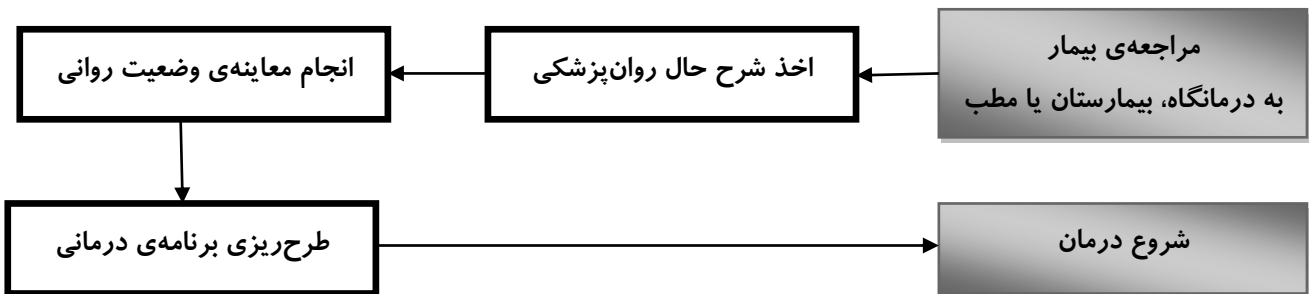 مراجعه‌ی بیمار
به درمانگاه، بیمارستان یا مطب
اخذ شرح حال روان‌پزشکی
انجام معاینه‌ی وضعیت روانی
طرح‌ریزی برنامه‌ی درمانی
شروع درمان